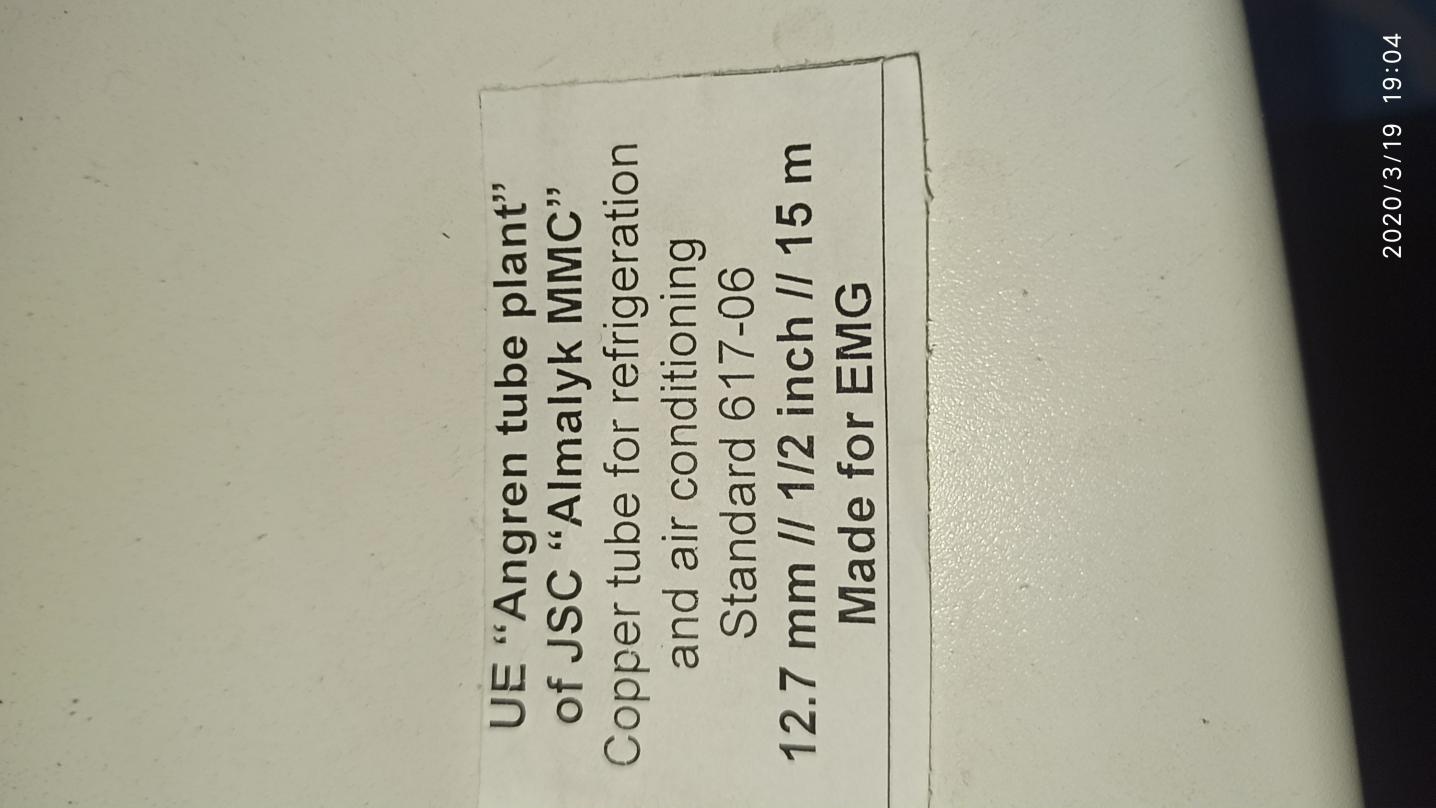 UE “Angren tube plant”
of JSC “Almalyk MMC”
Copper tube for refrigeration
and air conditioning
Standard 617-06
12.7 mm // 1/2 inch // 15 m
Made for EMG
2020/3/19 19:04